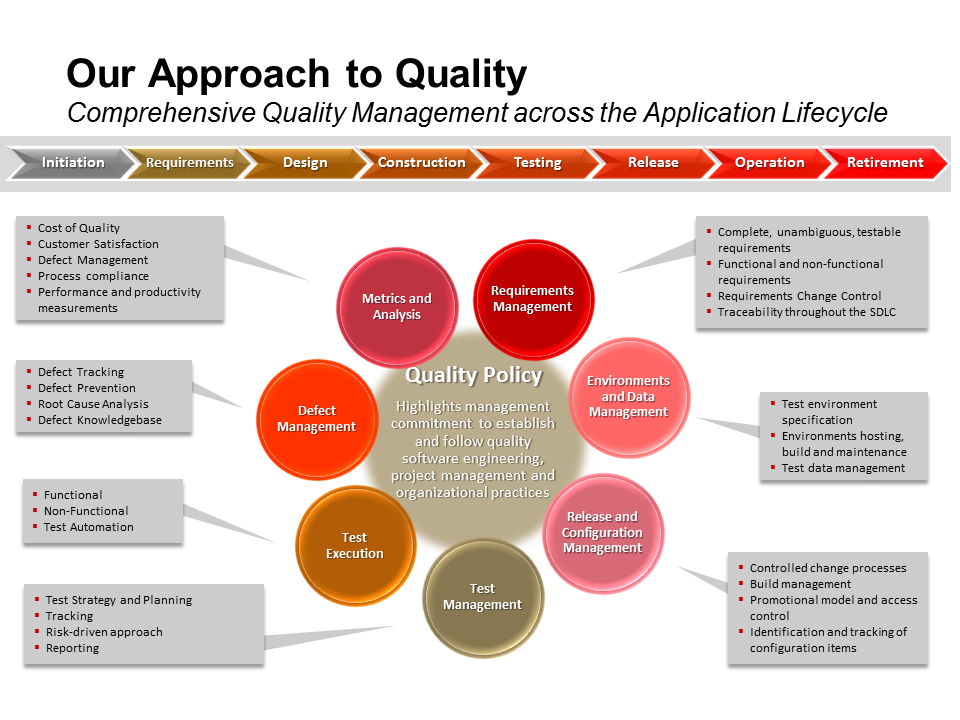 Our Approach to Quality
Comprehensive Quality Management across the Application Lifecycle
Initiation
Requirements
Design
Construction
Testing
Release
Operation
Retirement
▪ Cost of Quality
▪ Customer Satisfaction
▪ Defect Management
▪ Process compliance
▪ Performance and productivity
measurements
Metrics and
Analysis
Requirements
Management
▪ Complete, unambiguous, testable
requirements
▪ Functional and non-functional
requirements
▪ Requirements Change Control
▪ Traceability throughout the SDLC
▪ Defect Tracking
▪ Defect Prevention
▪ Root Cause Analysis
▪ Defect Knowledgebase
Defect
Management
Quality Policy
Highlights management
commitment to establish
and follow quality
software engineering,
project management and
organizational practices
Environments
and Data
Management
▪ Test environment
specification
▪ Environments hosting,
build and maintenance
▪ Test data management
▪ Functional
▪ Non-Functional
▪ Test Automation
Test
Execution
Release and
Configuration
Management
▪ Test Strategy and Planning
▪ Tracking
▪ Risk-driven approach
▪ Reporting
Test
Management
▪ Controlled change processes
▪ Build management
▪ Promotional model and access
control
▪ Identification and tracking of
configuration items